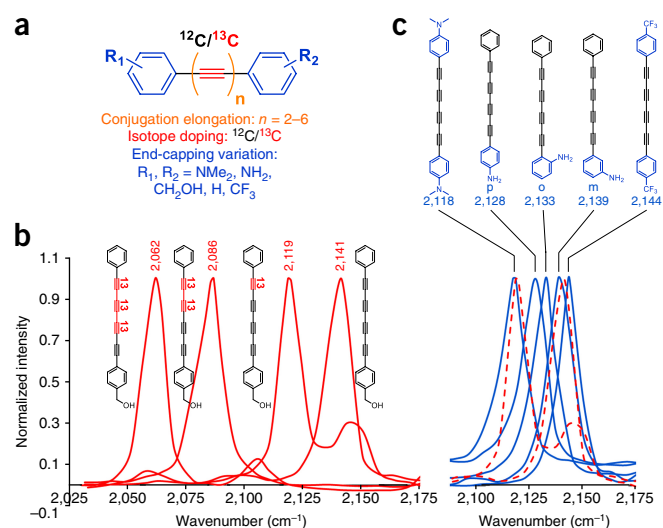 a
¹²C/¹³C
R₁
R₂
n
Conjugation elongation: n = 2–6
Isotope doping: ¹²C/¹³C
End-capping variation:
R₁, R₂ = NMe₂, NH₂,
CH₂OH, H, CF₃
b
Normalized intensity
1.1
0.9
0.7
0.5
0.3
0.1
–0.1
2,025
2,050
2,075
2,100
2,125
2,150
2,175
Wavenumber (cm⁻¹)
2,062
2,086
2,119
2,141
13
13 13
13
OH
13
13
OH
13
OH
OH
c
N
N
2,118
NH₂
p
2,128
NH₂
o
2,133
NH₂
m
2,139
CF₃
CF₃
2,144
2,100
2,125
2,150
2,175
Wavenumber (cm⁻¹)